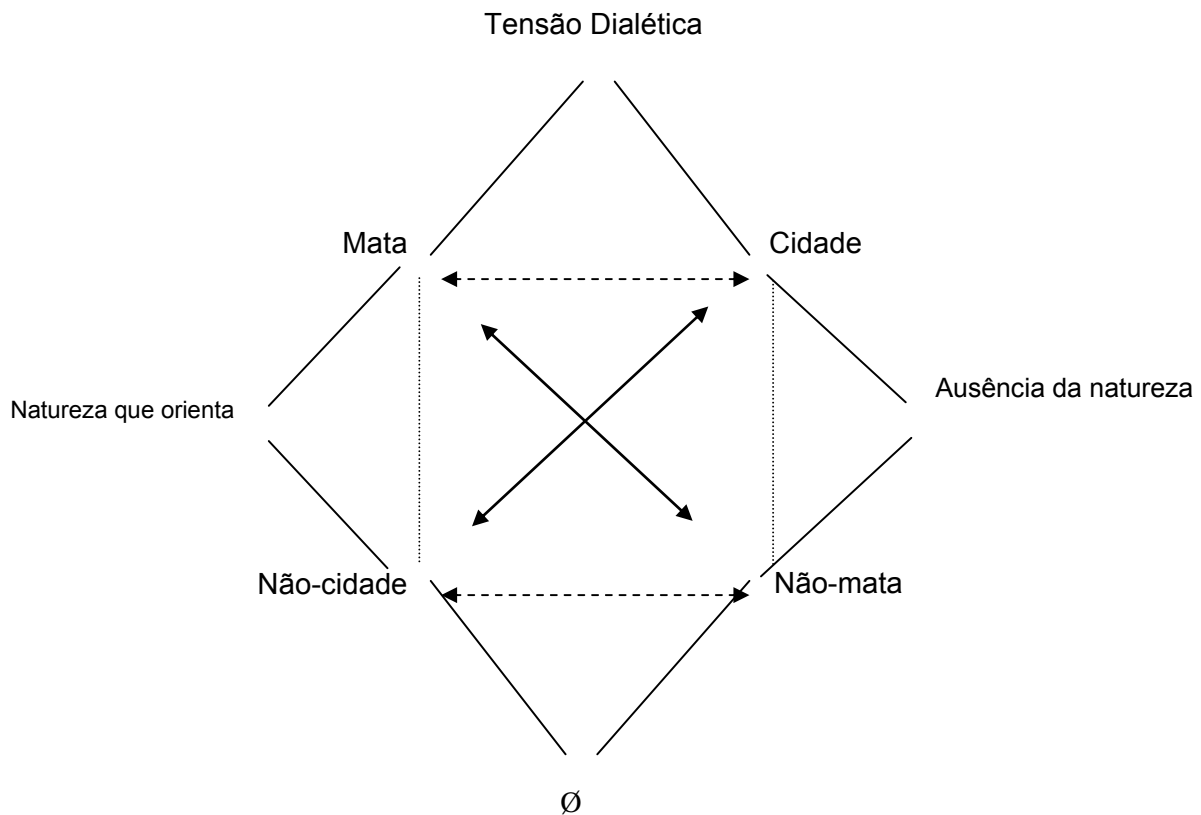 Tensão Dialética
Mata
Cidade
Natureza que orienta
Ausência da natureza
Não-cidade
Não-mata
Ø